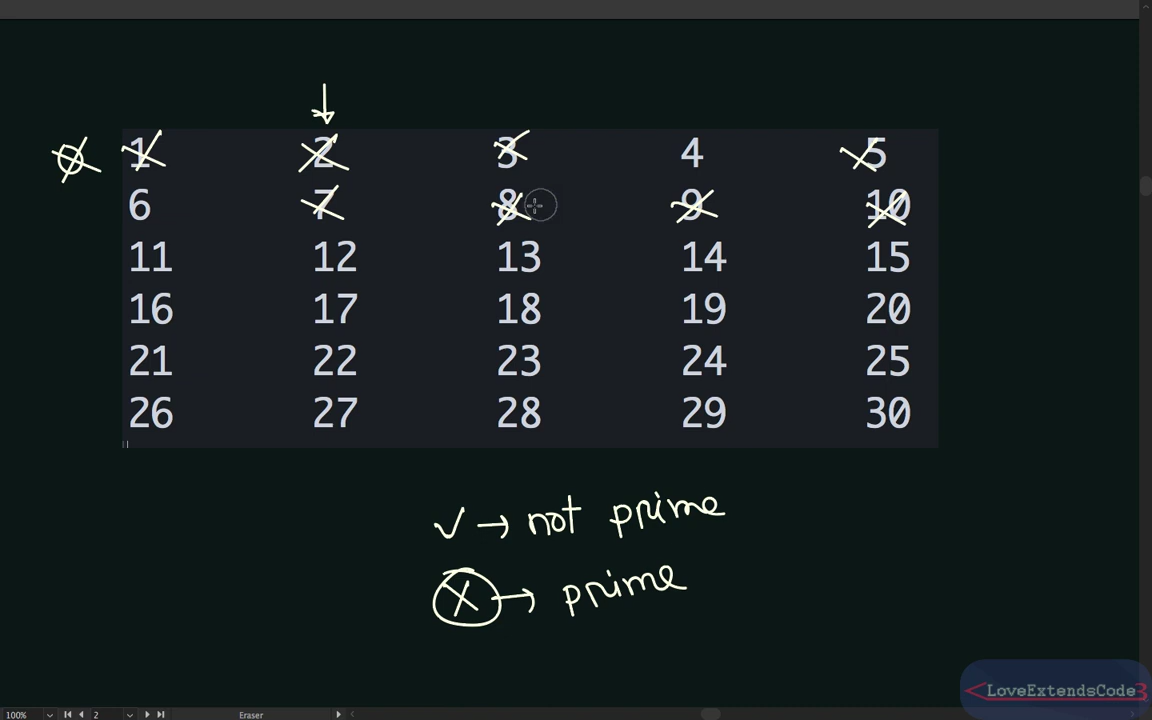 0 1 2 3 4 5
6 7 8 9 10
11 12 13 14 15
16 17 18 19 20
21 22 23 24 25
26 27 28 29 30
✓ → not prime
X → prime
<LoveExtendsCode3
100% 2 Eraser